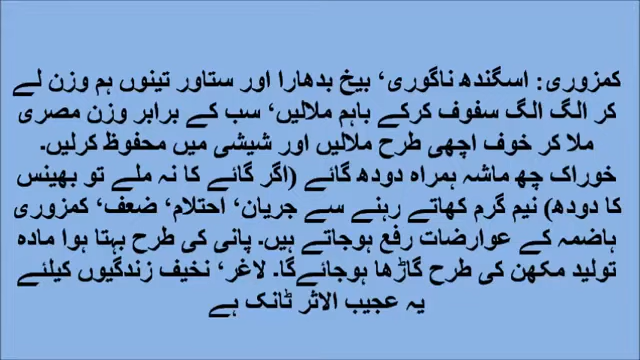 کمزوری: اسگندھ ناگوری، بیخ بدھارا اور ستاور تینوں ہم وزن لے
کر الگ الگ سفوف کرکے باہم ملالیں، سب کے برابر وزن مصری
ملا کر خوف اچھی طرح ملالیں اور شیشی میں محفوظ کرلیں۔
خوراک چھ ماشہ ہمراہ دودھ گائے (اگر گائے کا نہ ملے تو بھینس
کا دودھ) نیم گرم کھاتے رہنے سے جریان، احتلام، ضعف، کمزوری
ہاضمہ کے عوارضات رفع ہوجاتے ہیں۔ پانی کی طرح بہتا ہوا مادہ
تولید مکھن کی طرح گاڑھا ہوجائےگا۔ لاغر، نخیف زندگیوں کیلئے
یہ عجیب الاثر ٹانک ہے